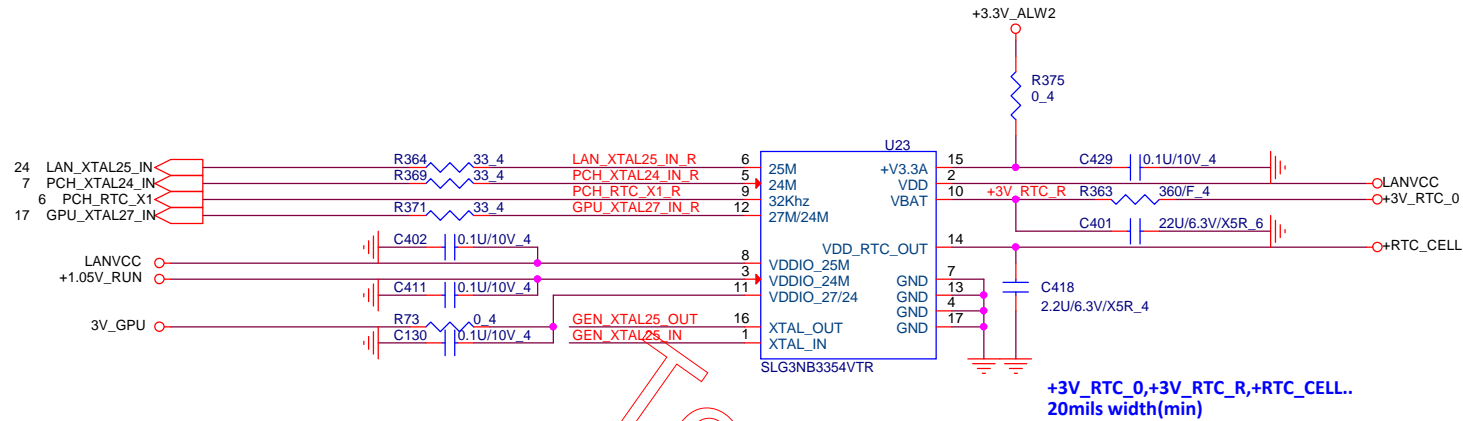 +3.3V_ALW2
R375
0_4
U23
24 LAN_XTAL25_IN R364 33_4 LAN_XTAL25_IN_R 6 25M +V3.3A 15 C429 0.1U/10V_4
7 PCH_XTAL24_IN R369 33_4 PCH_XTAL24_IN_R 5 24M VDD 2 LANVCC
6 PCH_RTC_X1 PCH_RTC_X1_R 9 32Khz VBAT 10 +3V_RTC_R R363 360/F_4 +3V_RTC_0
17 GPU_XTAL27_IN R371 33_4 GPU_XTAL27_IN_R 12 27M/24M
C401 22U/6.3V/X5R_6
C402 0.1U/10V_4 VDD_RTC_OUT 14 +RTC_CELL
LANVCC 8 VDDIO_25M
+1.05V_RUN 3 VDDIO_24M GND 7
C411 0.1U/10V_4 11 VDDIO_27/24 GND 13 C418
GND 4 2.2U/6.3V/X5R_4
3V_GPU R73 0_4 GEN_XTAL25_OUT 16 XTAL_OUT GND 17
C130 0.1U/10V_4 GEN_XTAL25_IN 1 XTAL_IN
SLG3NB3354VTR
+3V_RTC_0,+3V_RTC_R,+RTC_CELL..
20mils width(min)